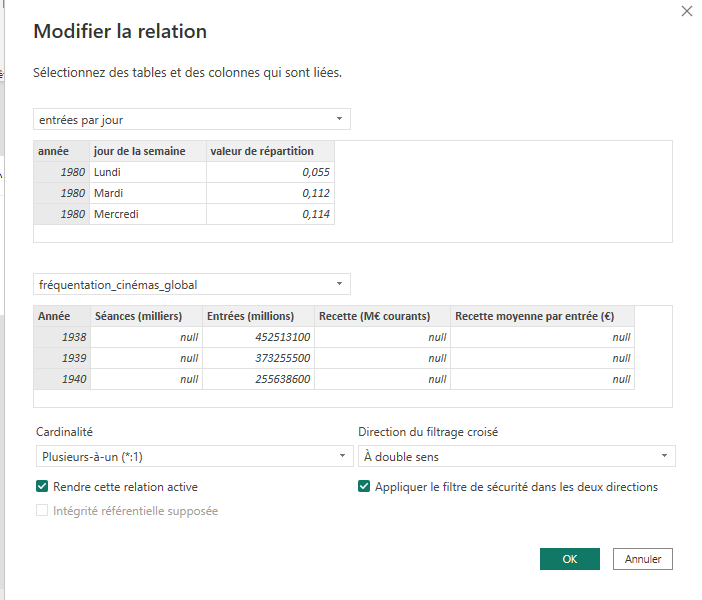 Modifier la relation
Sélectionnez des tables et des colonnes qui sont liées.
entrées par jour
année jour de la semaine valeur de répartition
1980 Lundi 0,055
1980 Mardi 0,112
1980 Mercredi 0,114
fréquentation_cinémas_global
Année Séances (milliers) Entrées (millions) Recette (M€ courants) Recette moyenne par entrée (€)
1938 null 452513100 null null
1939 null 373255500 null null
1940 null 255638600 null null
Cardinalité Direction du filtrage croisé
Plusieurs-à-un (*:1) À double sens
Rendre cette relation active Appliquer le filtre de sécurité dans les deux directions
Intégrité référentielle supposée
OK Annuler